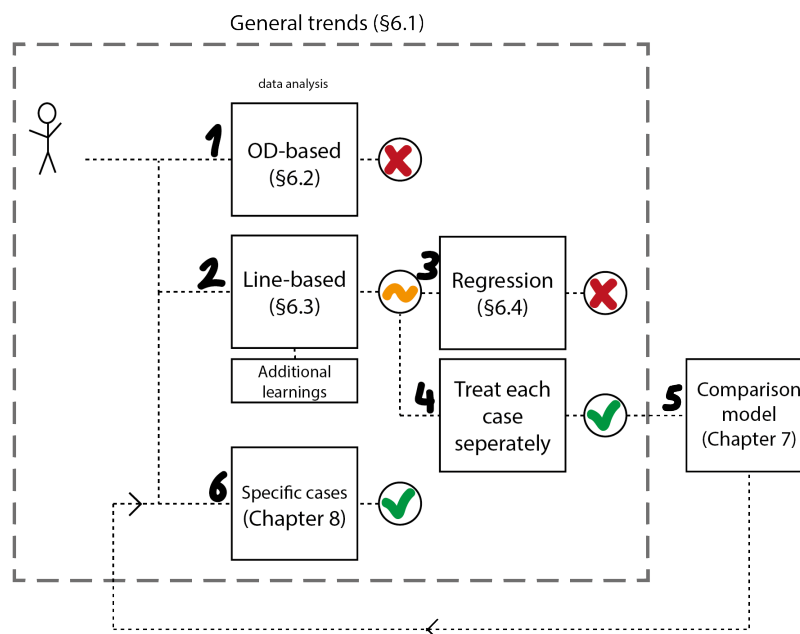 General trends (§6.1)
data analysis
1
OD-based
(§6.2)
2
Line-based
(§6.3)
3
Regression
(§6.4)
Additional
learnings
4
Treat each
case
seperately
5
Comparison
model
(Chapter 7)
6
Specific cases
(Chapter 8)